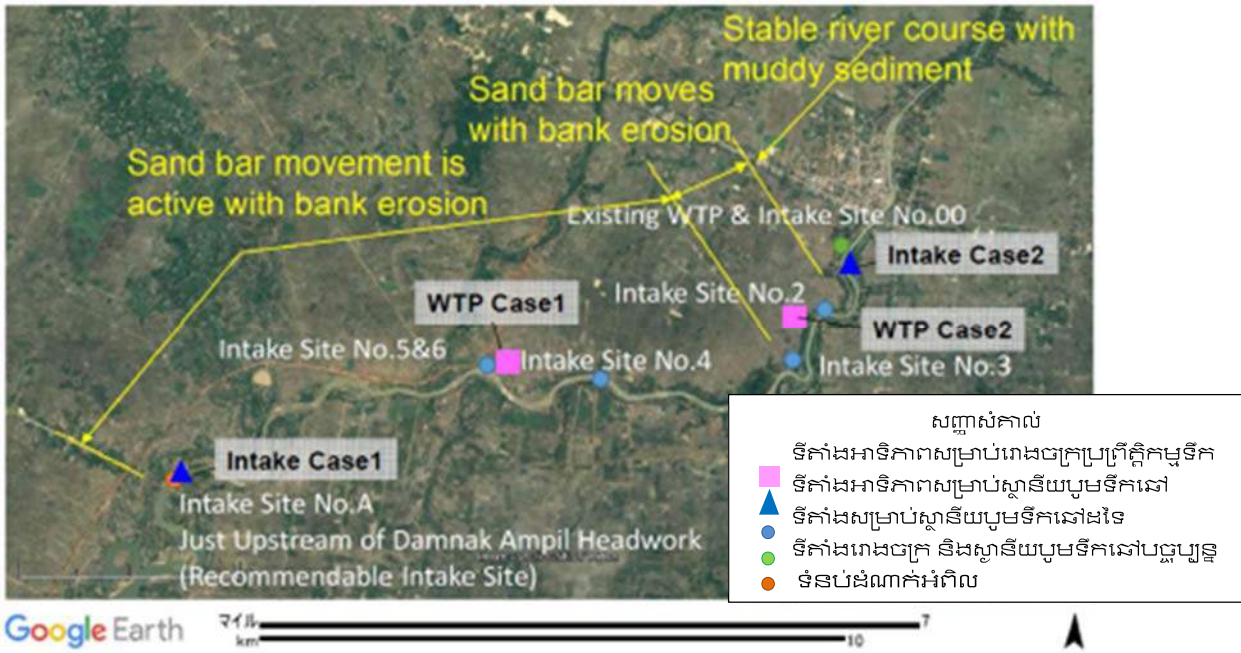 Stable river course with
muddy sediment
Sand bar moves
with bank erosion
Sand bar movement is
active with bank erosion
Existing WTP & Intake Site No.00
Intake Case2
Intake Site No.2
WTP Case1
WTP Case2
Intake Site No.5&6
Intake Site No.4
Intake Site No.3
Intake Case1
Intake Site No.A
Just Upstream of Damnak Ampil Headwork
(Recommendable Intake Site)
សញ្ញាសំគាល់
ទីតាំងអាទិភាពសម្រាប់រោងចក្រប្រព្រឹត្តិកម្មទឹក
ទីតាំងអាទិភាពសម្រាប់ស្ថានីយបូមទឹកឆៅ
ទីតាំងសម្រាប់ស្ថានីយបូមទឹកឆៅដទៃ
ទីតាំងរោងចក្រ និងស្ថានីយបូមទឹកឆៅបច្ចុប្បន្ន
ទំនប់ដំណាក់អំពិល
Google Earth
マイル 7
km 10